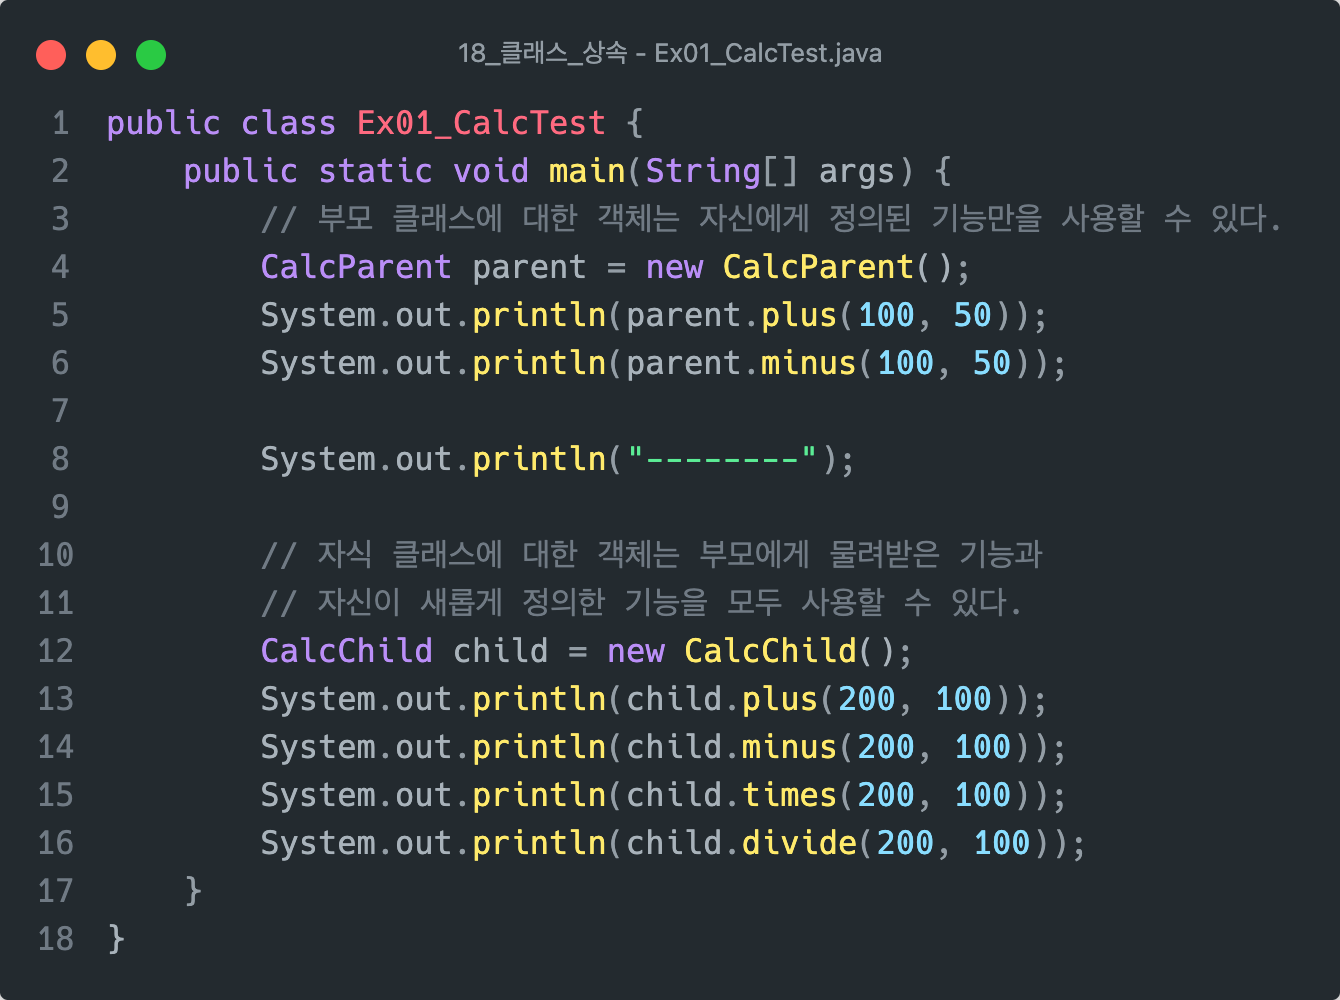 18_클래스_상속 - Ex01_CalcTest.java
1 public class Ex01_CalcTest {
2     public static void main(String[] args) {
3         // 부모 클래스에 대한 객체는 자신에게 정의된 기능만을 사용할 수 있다.
4         CalcParent parent = new CalcParent();
5         System.out.println(parent.plus(100, 50));
6         System.out.println(parent.minus(100, 50));
7
8         System.out.println("--------");
9
10         // 자식 클래스에 대한 객체는 부모에게 물려받은 기능과
11         // 자신이 새롭게 정의한 기능을 모두 사용할 수 있다.
12         CalcChild child = new CalcChild();
13         System.out.println(child.plus(200, 100));
14         System.out.println(child.minus(200, 100));
15         System.out.println(child.times(200, 100));
16         System.out.println(child.divide(200, 100));
17     }
18 }